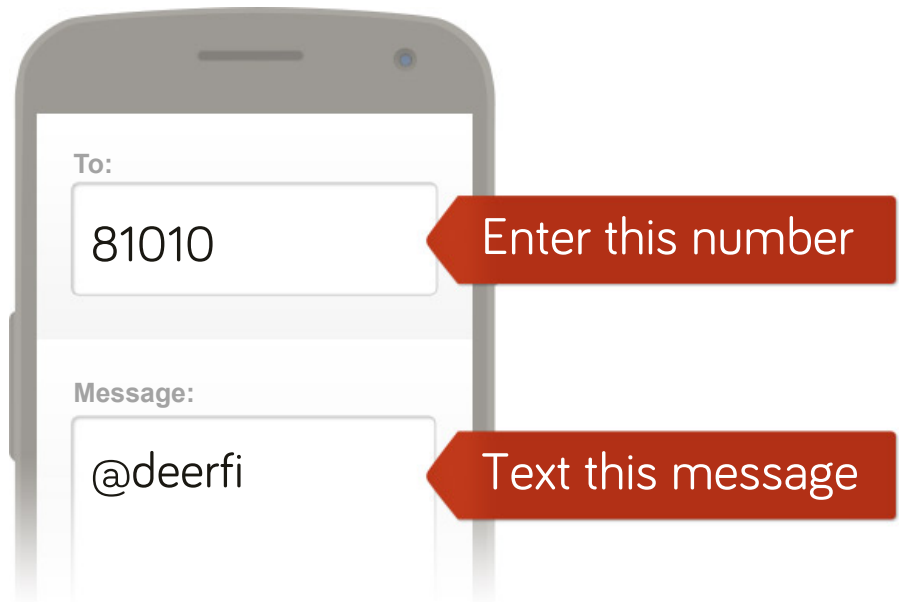 To:
81010
Enter this number
Message:
@deerfi
Text this message